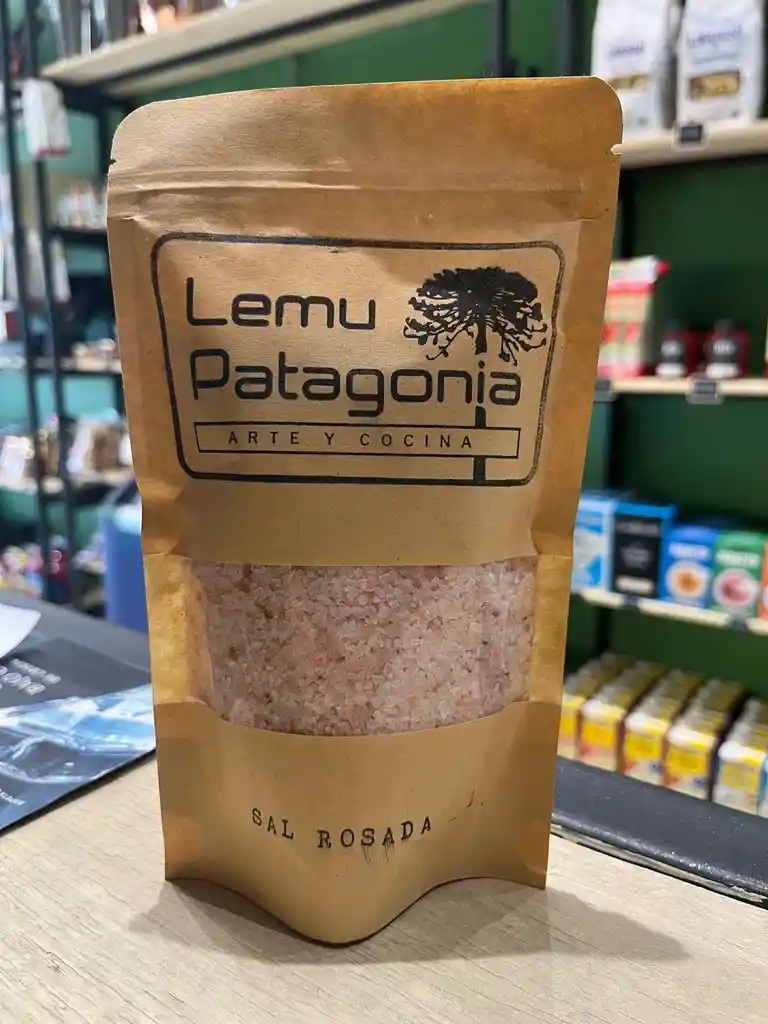 Lemu
Patagonia
ARTE Y COCINA
SAL ROSADA